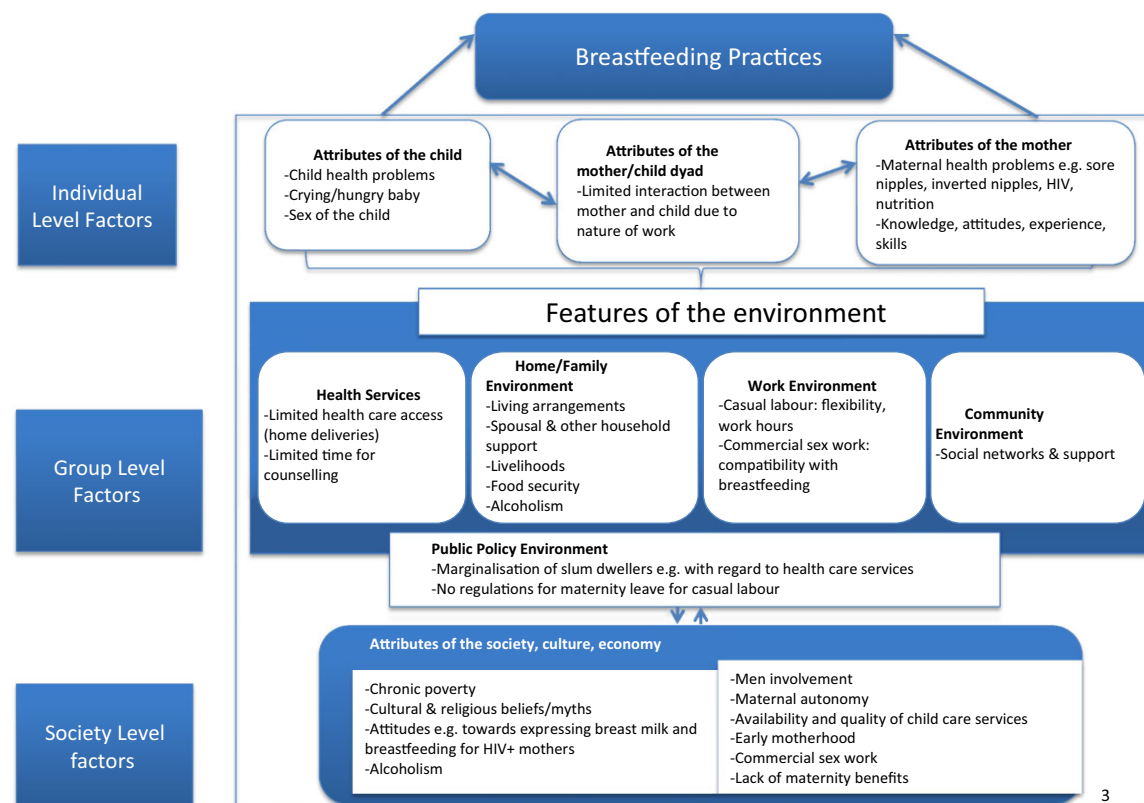 Breastfeeding Practices
Individual
Level Factors
Attributes of the child
-Child health problems
-Crying/hungry baby
-Sex of the child
Attributes of the
mother/child dyad
-Limited interaction between
mother and child due to
nature of work
Attributes of the mother
-Maternal health problems e.g. sore
nipples, inverted nipples, HIV,
nutrition
-Knowledge, attitudes, experience,
skills
Features of the environment
Group Level
Factors
Health Services
-Limited health care access
(home deliveries)
-Limited time for
counselling
Home/Family
Environment
-Living arrangements
-Spousal & other household
support
-Livelihoods
-Food security
-Alcoholism
Work Environment
-Casual labour: flexibility,
work hours
-Commercial sex work:
compatibility with
breastfeeding
Community
Environment
-Social networks & support
Public Policy Environment
-Marginalisation of slum dwellers e.g. with regard to health care services
-No regulations for maternity leave for casual labour
Society Level
factors
Attributes of the society, culture, economy
-Chronic poverty
-Cultural & religious beliefs/myths
-Attitudes e.g. towards expressing breast milk and
breastfeeding for HIV+ mothers
-Alcoholism
-Men involvement
-Maternal autonomy
-Availability and quality of child care services
-Early motherhood
-Commercial sex work
-Lack of maternity benefits
3